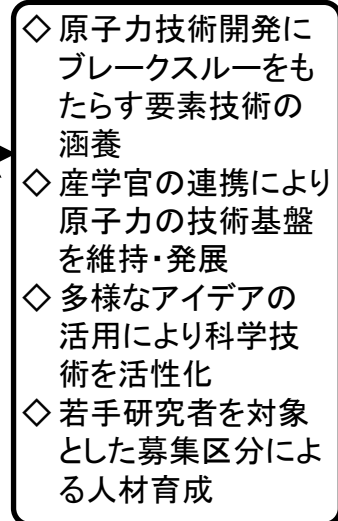 ◇ 原子力技術開発に
ブレークスルーをも
たらす要素技術の
涵養
◇ 産学官の連携により
原子力の技術基盤
を維持・発展
◇ 多様なアイデアの
活用により科学技
術を活性化
◇ 若手研究者を対象
とした募集区分によ
る人材育成